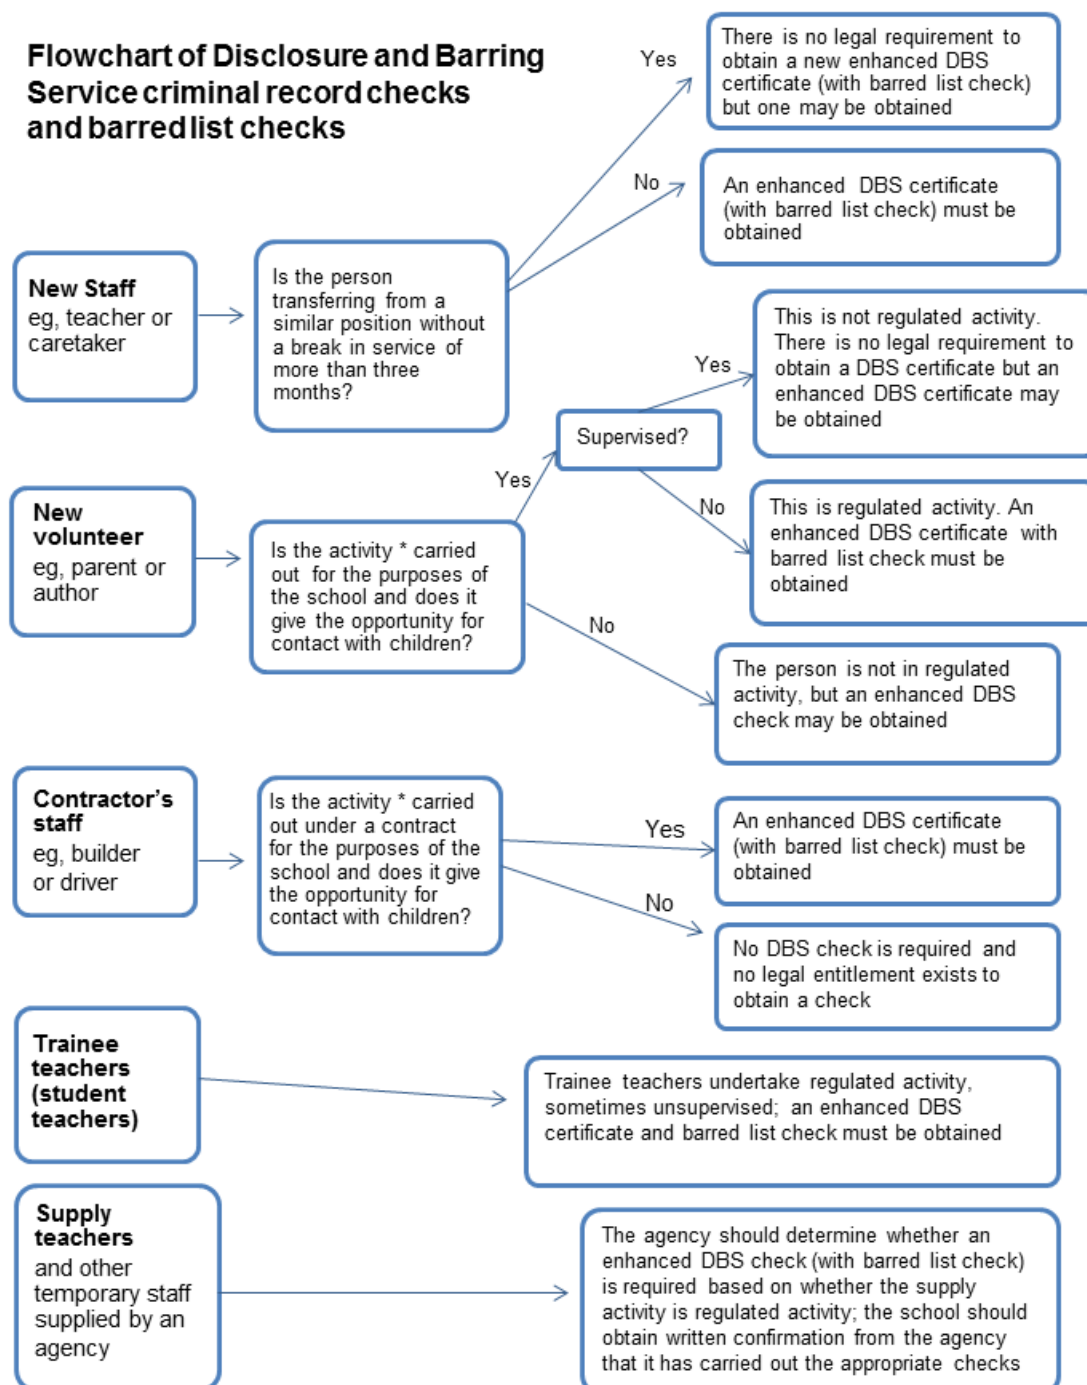 Flowchart of Disclosure and Barring
Service criminal record checks
and barred list checks
Yes
There is no legal requirement to
obtain a new enhanced DBS
certificate (with barred list check)
but one may be obtained
No
An enhanced DBS certificate
(with barred list check) must be
obtained
New Staff
eg, teacher or
caretaker
Is the person
transferring from a
similar position without
a break in service of
more than three
months?
This is not regulated activity.
There is no legal requirement to
obtain a DBS certificate but an
enhanced DBS certificate may
be obtained
Yes
Supervised?
Yes
No
This is regulated activity. An
enhanced DBS certificate with
barred list check must be
obtained
New
volunteer
eg, parent or
author
Is the activity * carried
out for the purposes of
the school and does it
give the opportunity for
contact with children?
No
The person is not in regulated
activity, but an enhanced DBS
check may be obtained
Contractor's
staff
eg, builder
or driver
Is the activity * carried
out under a contract
for the purposes of the
school and does it give
the opportunity for
contact with children?
Yes
An enhanced DBS certificate
(with barred list check) must be
obtained
No
No DBS check is required and
no legal entitlement exists to
obtain a check
Trainee
teachers
(student
teachers)
Trainee teachers undertake regulated activity,
sometimes unsupervised; an enhanced DBS
certificate and barred list check must be obtained
Supply
teachers
and other
temporary staff
supplied by an
agency
The agency should determine whether an
enhanced DBS check (with barred list check)
is required based on whether the supply
activity is regulated activity; the school should
obtain written confirmation from the agency
that it has carried out the appropriate checks